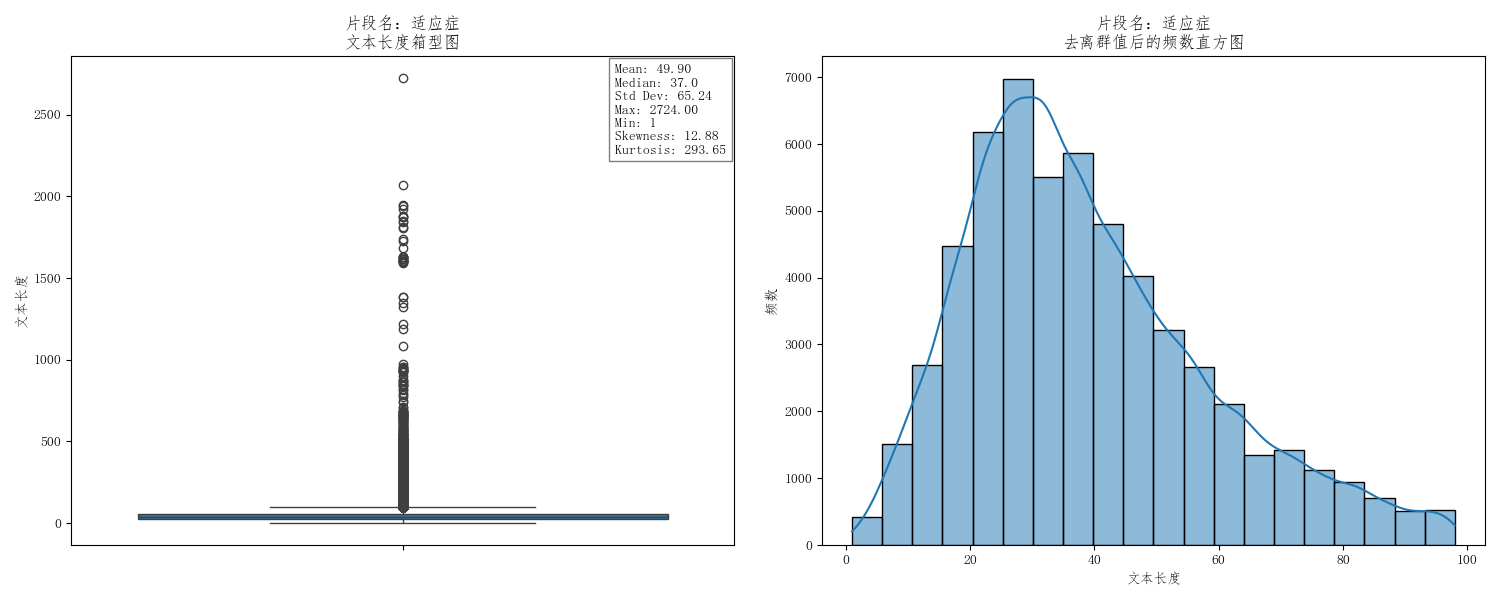 片段名：适应症
文本长度箱型图
Mean: 49.90
Median: 37.0
Std Dev: 65.24
Max: 2724.00
Min: 1
Skewness: 12.88
Kurtosis: 293.65
文本长度
2500
2000
1500
1000
500
0
片段名：适应症
去离群值后的频数直方图
频数
7000
6000
5000
4000
3000
2000
1000
0
0
20
40
60
80
100
文本长度